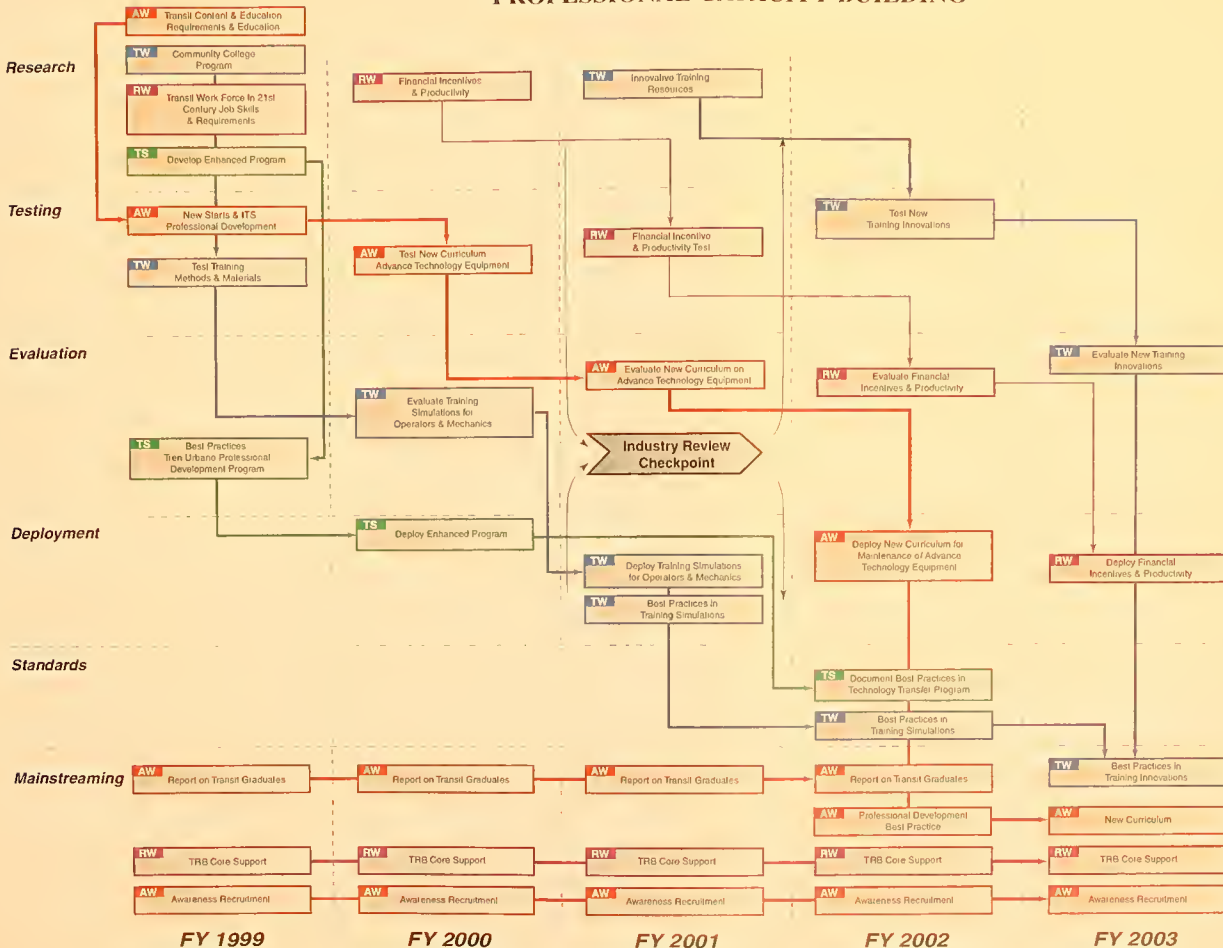 PROFESSIONAL CAPACITY BUILDING
Research
AW Transit Content & Education
Requirements & Education
TW Community College
Program
RW Transit Work Force In 21st
Century Job Skills
& Requirements
TS Develop Enhanced Program
RW Financial Incentives
& Productivity
TW Innovative Training
Resources
Testing
AW New Starts & ITS
Professional Development
TW Test Training
Methods & Materials
AW Test New Curriculum
Advance Technology Equipment
RW Financial Incentive
& Productivity Test
TW Test New
Training Innovations
Evaluation
TW Evaluate Training
Simulations for
Operators & Mechanics
AW Evaluate New Curriculum on
Advance Technology Equipment
RW Evaluate Financial
Incentives & Productivity
TW Evaluate New Training
Innovations
TS Best Practices
Tren Urbano Professional
Development Program
Industry Review
Checkpoint
Deployment
TS Deploy Enhanced Program
TW Deploy Training Simulations
for Operators & Mechanics
TW Best Practices in
Training Simulations
AW Deploy New Curriculum for
Maintenance of Advance
Technology Equipment
RW Deploy Financial
Incentives & Productivity
Standards
TS Document Best Practices in
Technology Transfer Program
TW Best Practices in
Training Simulations
Mainstreaming
AW Report on Transit Graduates
AW Report on Transit Graduates
AW Report on Transit Graduates
AW Report on Transit Graduates
TW Best Practices in
Training Innovations
AW Professional Development
Best Practice
AW New Curriculum
RW TRB Core Support
RW TRB Core Support
RW TRB Core Support
RW TRB Core Support
RW TRB Core Support
AW Awareness Recruitment
AW Awareness Recruitment
AW Awareness Recruitment
AW Awareness Recruitment
AW Awareness Recruitment
FY 1999
FY 2000
FY 2001
FY 2002
FY 2003